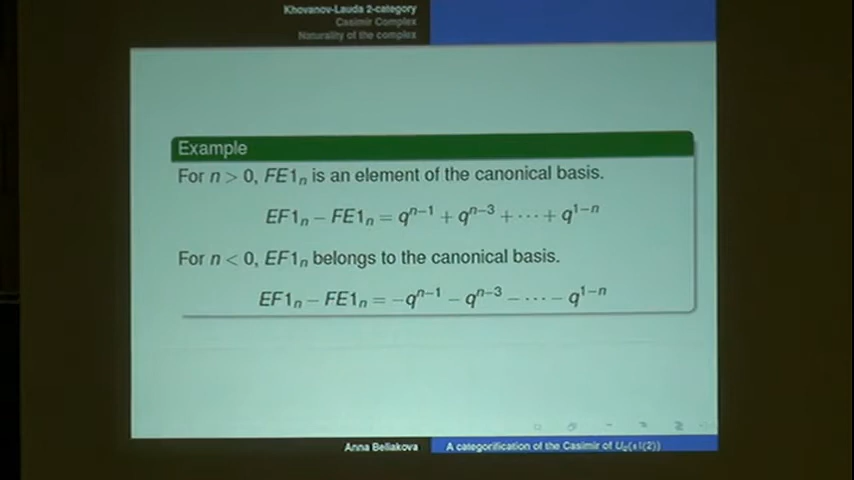 Khovanov-Lauda 2-category
Casimir Complex
Naturality of the complex
Example
For n > 0, FE1ₙ is an element of the canonical basis.
EF1ₙ − FE1ₙ = qⁿ⁻¹ + qⁿ⁻³ + ··· + q¹⁻ⁿ
For n < 0, EF1ₙ belongs to the canonical basis.
EF1ₙ − FE1ₙ = −qⁿ⁻¹ − qⁿ⁻³ − ··· − q¹⁻ⁿ
Anna Beliakova A categorification of the Casimir of U_q(sl(2))